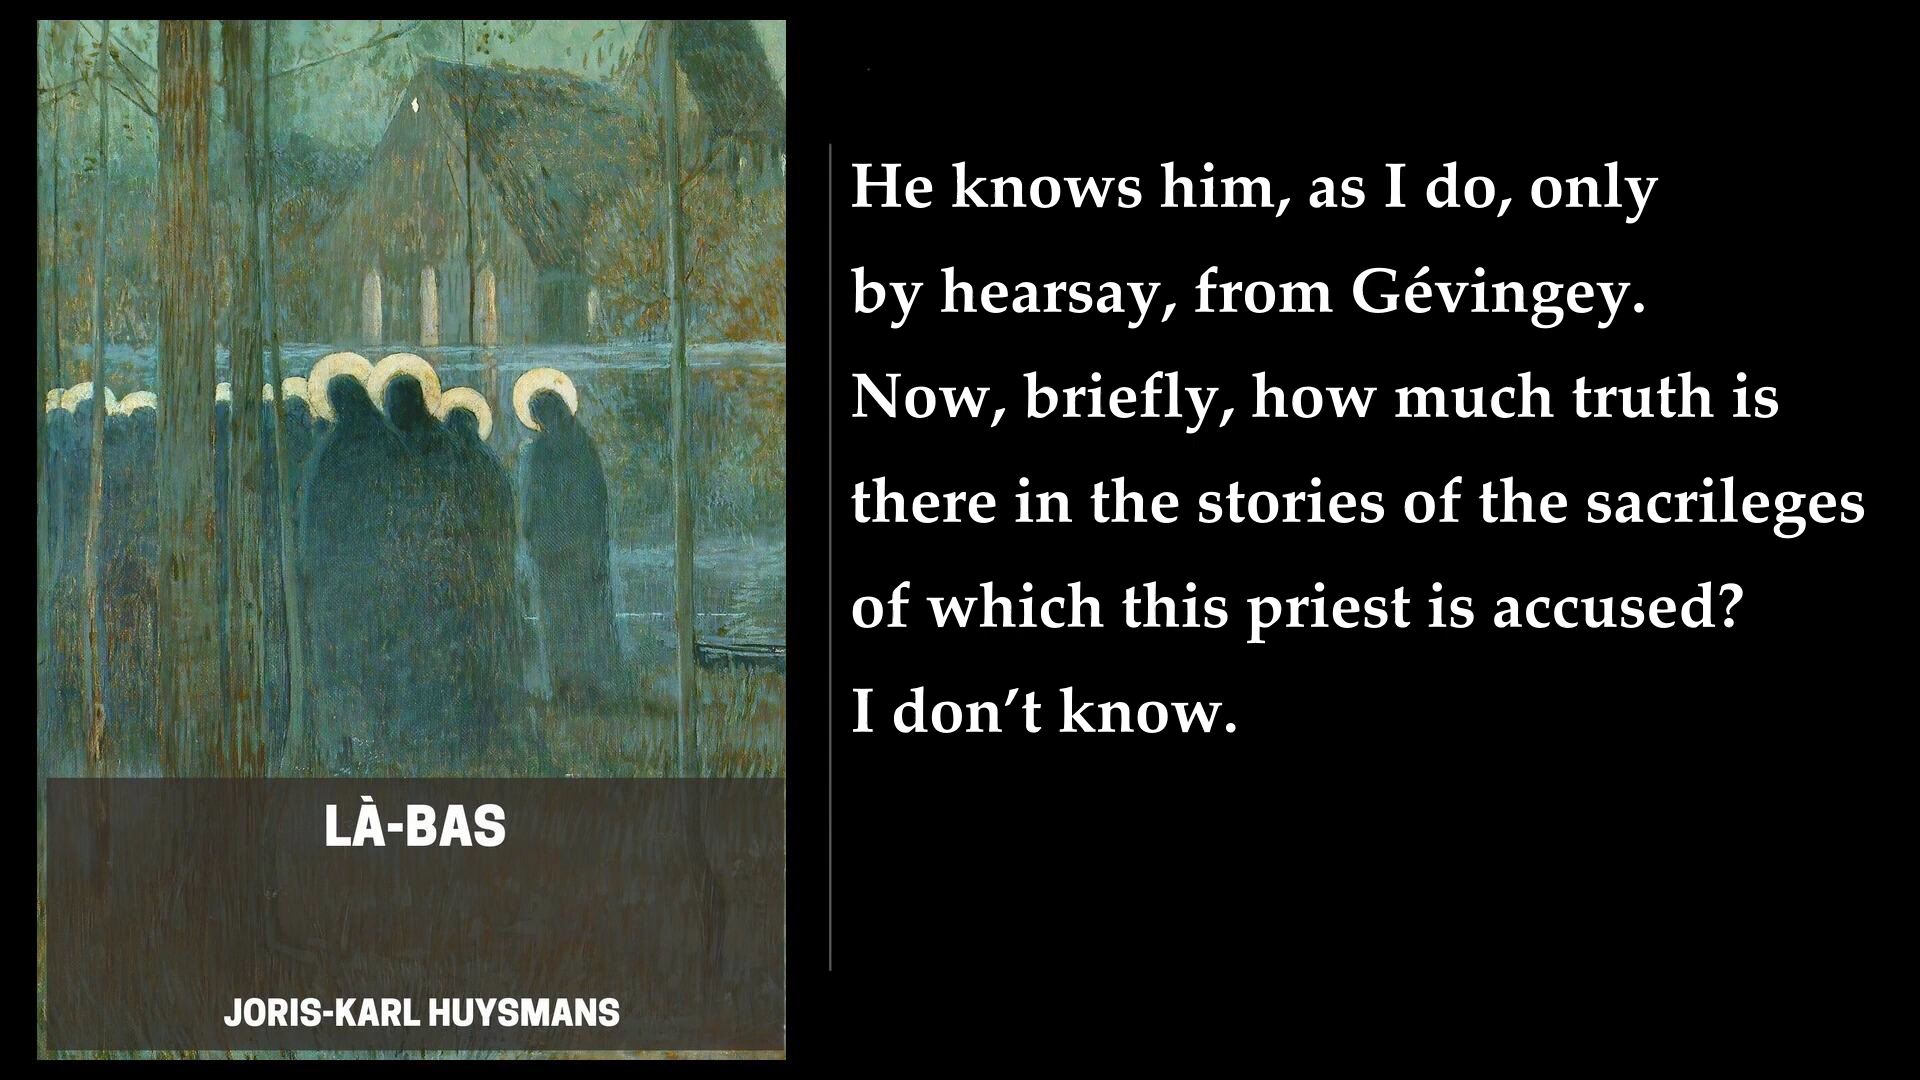 He knows him, as I do, only
by hearsay, from Gévingey.
Now, briefly, how much truth is
there in the stories of the sacrileges
of which this priest is accused?
I don’t know.
LÀ-BAS
JORIS-KARL HUYSMANS